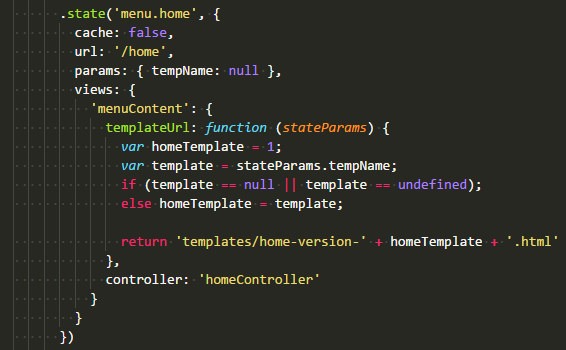 .state('menu.home', {
cache: false,
url: '/home',
params: { tempName: null },
views: {
'menuContent': {
templateUrl: function (stateParams) {
var homeTemplate = 1;
var template = stateParams.tempName;
if (template == null || template == undefined);
else homeTemplate = template;
return 'templates/home-version-' + homeTemplate + '.html'
},
controller: 'homeController'
}
}
})